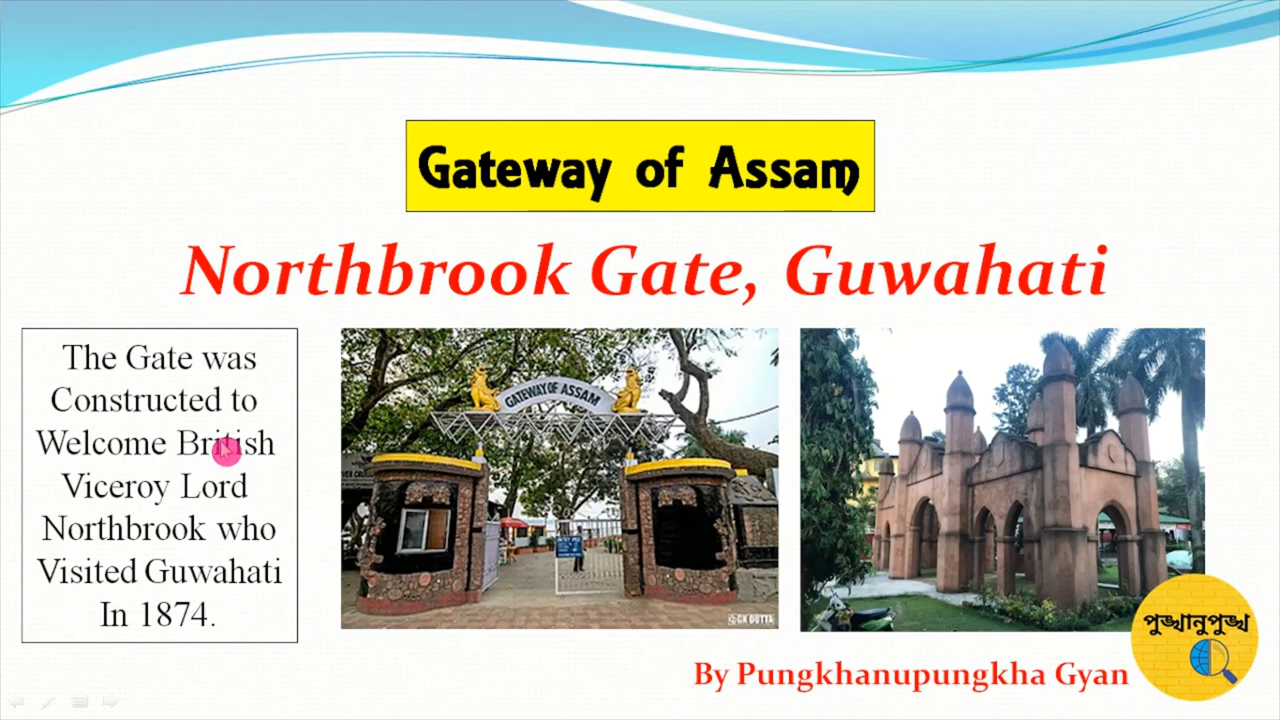 Gateway of Assam
Northbrook Gate, Guwahati
The Gate was
Constructed to
Welcome British
Viceroy Lord
Northbrook who
Visited Guwahati
In 1874.
GATEWAY OF ASSAM
GK DUTTA
পুঙ্খানুপুঙ্খ
By Pungkhanupungkha Gyan